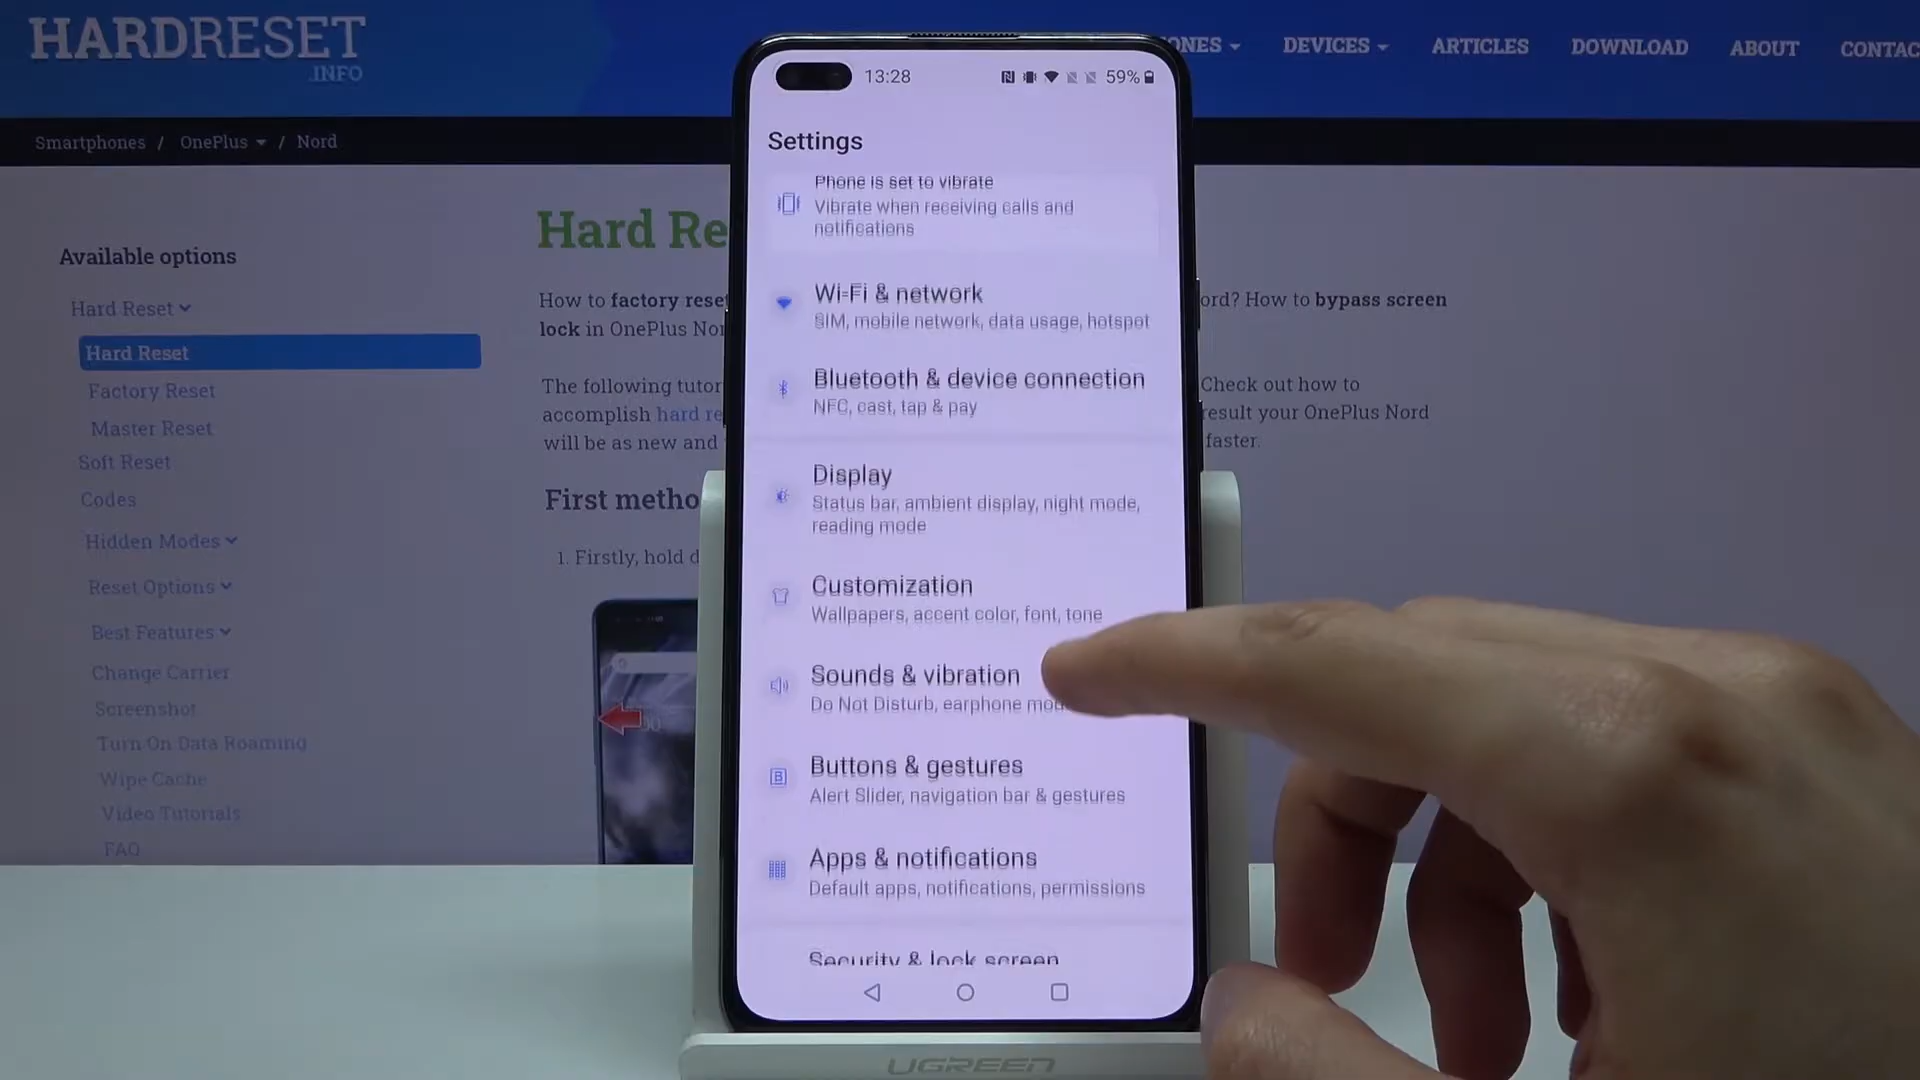 HARDRESET
.INFO
ONES
DEVICES
ARTICLES
DOWNLOAD
ABOUT
CONTAC
Smartphones / OnePlus / Nord
Available options
Hard Reset
Hard Reset
Factory Reset
Master Reset
Soft Reset
Codes
Hidden Modes
Reset Options
Best Features
Change Carrier
Screenshot
Turn On Data Roaming
Wipe Cache
Video Tutorials
FAQ
Hard Re
How to factory reset
ord? How to bypass screen
lock in OnePlus Nor
The following tutor
Check out how to
accomplish hard re
result your OnePlus Nord
will be as new and
faster.
First metho
1. Firstly, hold d
13:28
59%
Settings
Phone is set to vibrate
Vibrate when receiving calls and
notifications
Wi-Fi & network
SIM, mobile network, data usage, hotspot
Bluetooth & device connection
NFC, cast, tap & pay
Display
Status bar, ambient display, night mode,
reading mode
Customization
Wallpapers, accent color, font, tone
Sounds & vibration
Do Not Disturb, earphone mod
Buttons & gestures
Alert Slider, navigation bar & gestures
Apps & notifications
Default apps, notifications, permissions
Security & lock screen
UGREEN